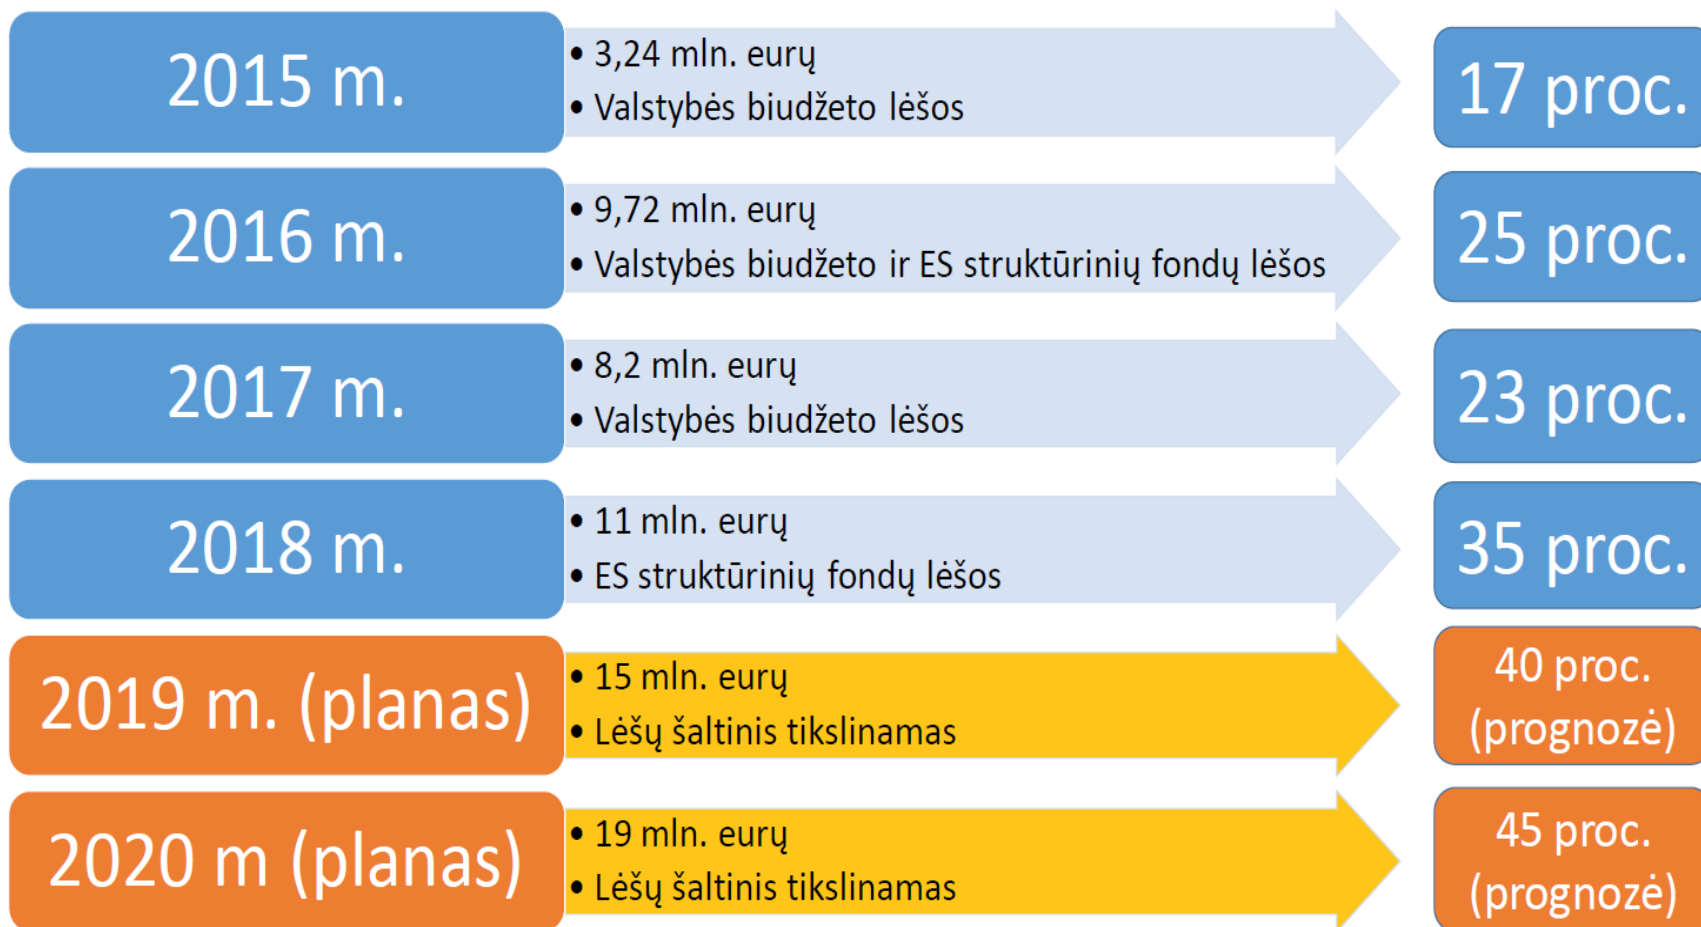 2015 m.
• 3,24 mln. eurų
• Valstybės biudžeto lėšos
17 proc.
2016 m.
• 9,72 mln. eurų
• Valstybės biudžeto ir ES struktūrinių fondų lėšos
25 proc.
2017 m.
• 8,2 mln. eurų
• Valstybės biudžeto lėšos
23 proc.
2018 m.
• 11 mln. eurų
• ES struktūrinių fondų lėšos
35 proc.
2019 m. (planas)
• 15 mln. eurų
• Lėšų šaltinis tikslinamas
40 proc.
(prognozė)
2020 m (planas)
• 19 mln. eurų
• Lėšų šaltinis tikslinamas
45 proc.
(prognozė)